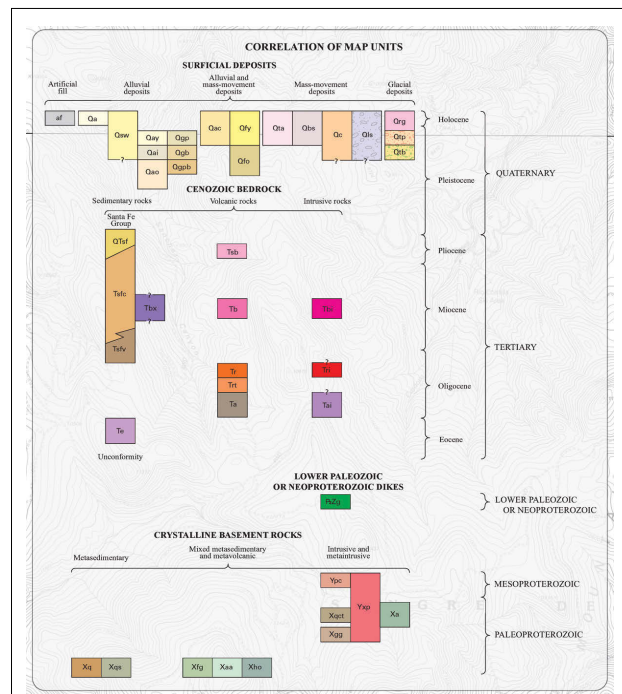 CORRELATION OF MAP UNITS
SURFICIAL DEPOSITS
Artificial
fill
Alluvial
deposits
Alluvial and
mass-movement
deposits
Mass-movement
deposits
Glacial
deposits
af
Qa
Qsw
?
Qay
Qgp
Qai
Qgb
Qao
Qgpb
Qac
Qfy
Qfo
Qta
Qbs
Qc
?
Qls
?
Qrg
Qtp
Qtb
Holocene
Pleistocene
QUATERNARY
CENOZOIC BEDROCK
Sedimentary rocks
Volcanic rocks
Intrusive rocks
Santa Fe
Group
QTsf
Tsfc
Tsfv
?
Tbx
?
Te
Unconformity
Tsb
Tb
Tr
Trt
Ta
Tbi
?
Tri
?
Tai
Pliocene
Miocene
Oligocene
Eocene
TERTIARY
LOWER PALEOZOIC
OR NEOPROTEROZOIC DIKES
LOWER PALEOZOIC
OR NEOPROTEROZOIC
CRYSTALLINE BASEMENT ROCKS
Metasedimentary
Mixed metasedimentary
and metavolcanic
Intrusive and
metaintrusive
Ypc
Yxp
Xqct
Xgg
Xa
MESOPROTEROZOIC
PALEOPROTEROZOIC
Xq
Xqs
Xfg
Xaa
Xho